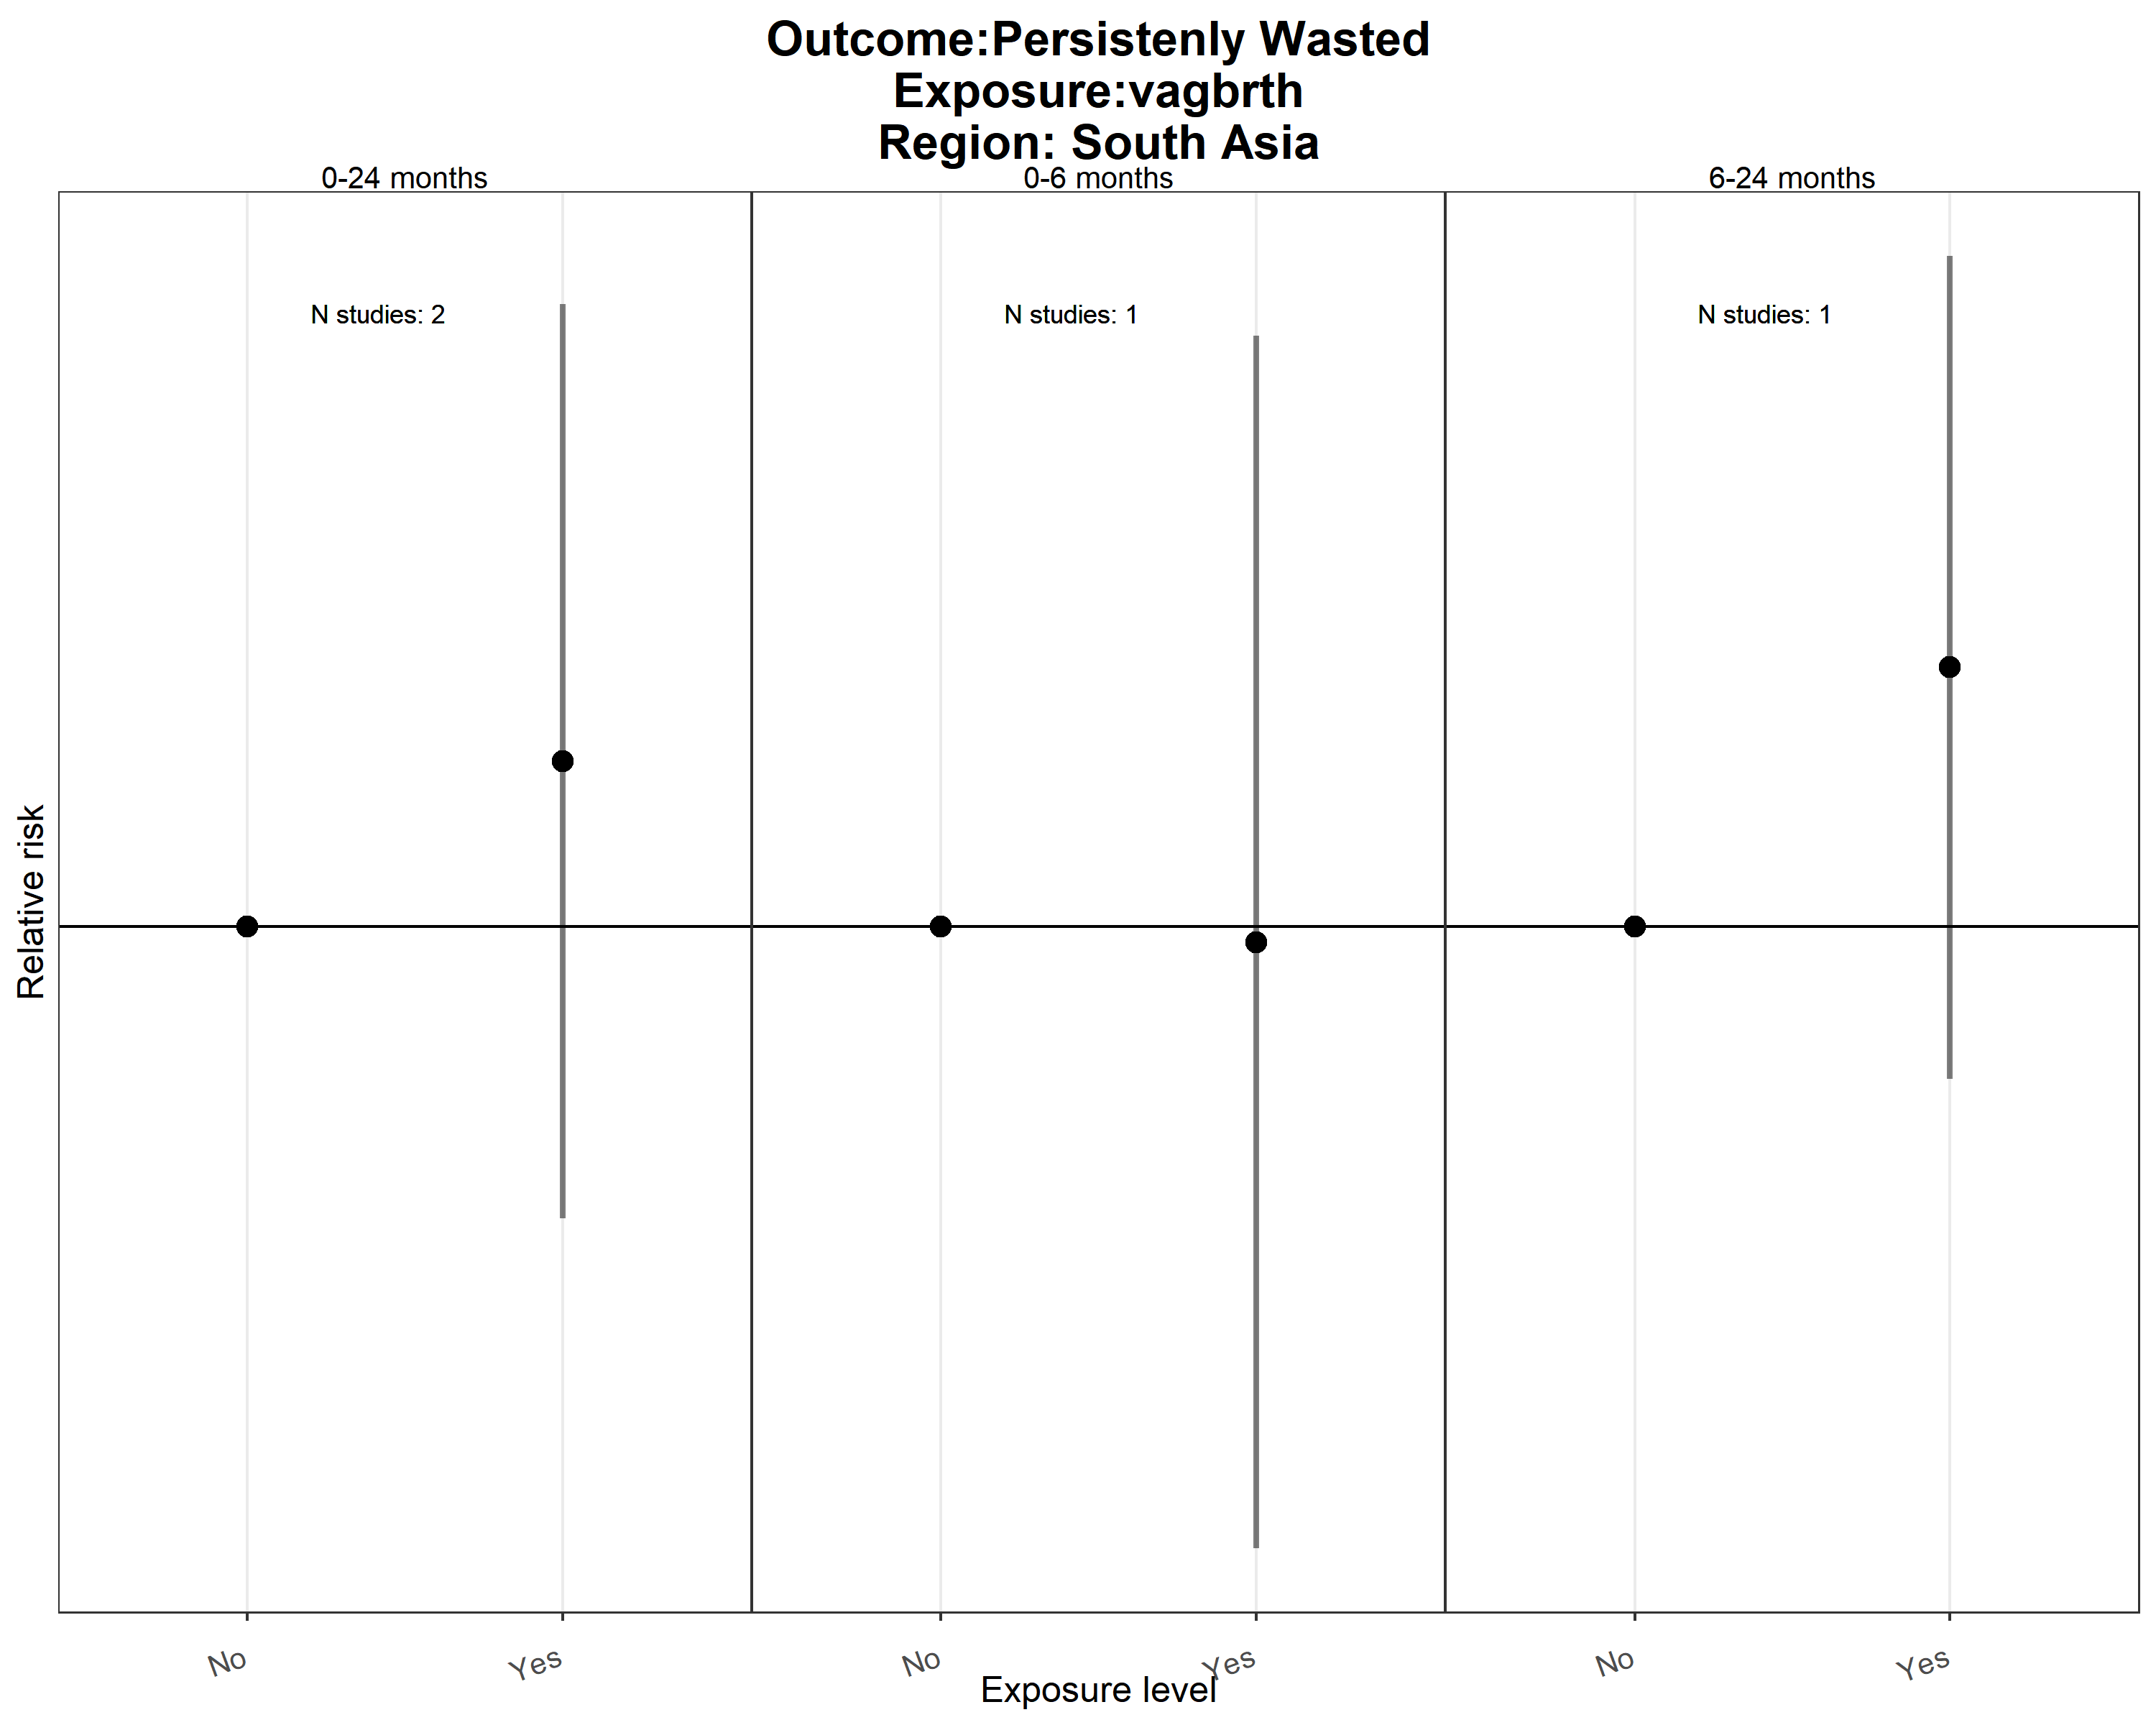 Outcome:Persistenly Wasted
Exposure:vagbrth
Region: South Asia
0-24 months
0-6 months
6-24 months
N studies: 2
N studies: 1
N studies: 1
Relative risk
No
Yes
No
Yes
No
Yes
Exposure level